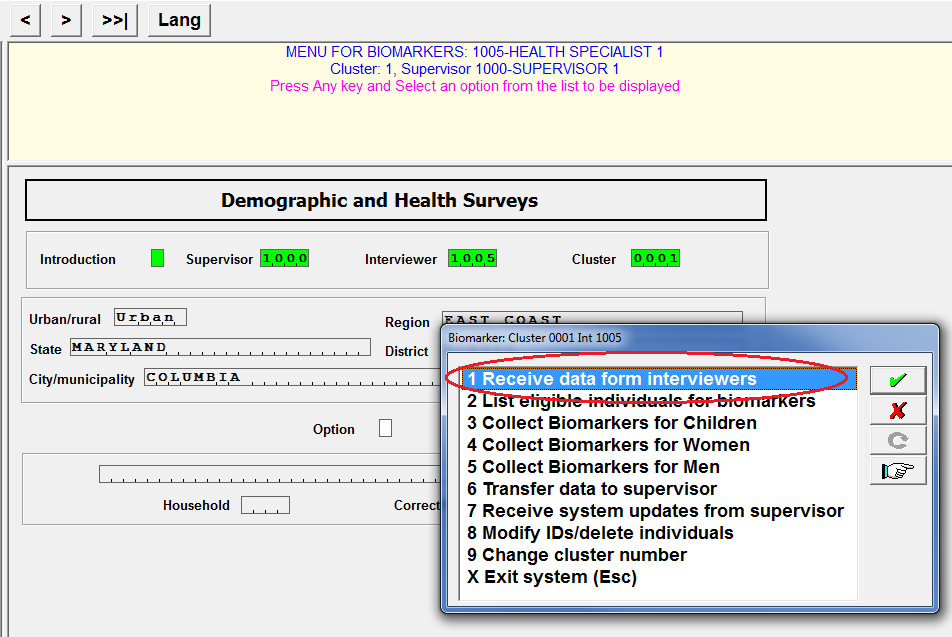 < > >>| Lang
MENU FOR BIOMARKERS: 1005-HEALTH SPECIALIST 1
Cluster: 1, Supervisor 1000-SUPERVISOR 1
Press Any key and Select an option from the list to be displayed
Demographic and Health Surveys
Introduction Supervisor 1000 Interviewer 1005 Cluster 0001
Urban/rural Urban
Region EAST COAST
State MARYLAND
District
City/municipality COLUMBIA
Option
Household
Correct
Biomarker: Cluster 0001 Int 1005
1 Receive data form interviewers
2 List eligible individuals for biomarkers
3 Collect Biomarkers for Children
4 Collect Biomarkers for Women
5 Collect Biomarkers for Men
6 Transfer data to supervisor
7 Receive system updates from supervisor
8 Modify IDs/delete individuals
9 Change cluster number
X Exit system (Esc)